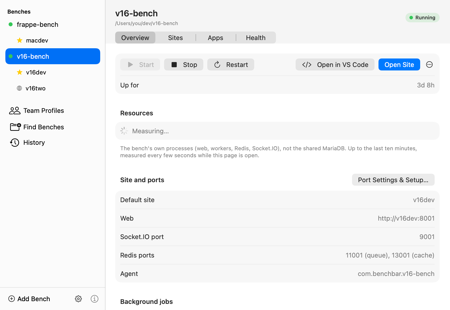 Benches
frappe-bench
macdev
v16-bench
v16dev
v16two
Team Profiles
Find Benches
History
Add Bench
v16-bench
/Users/you/dev/v16-bench
Running
Overview
Sites
Apps
Health
Start
Stop
Restart
Open in VS Code
Open Site
Up for
3d 8h
Resources
Measuring...
The bench's own processes (web, workers, Redis, Socket.IO), not the shared MariaDB. Up to the last ten minutes,
measured every few seconds while this page is open.
Site and ports
Port Settings & Setup...
Default site
v16dev
Web
http://v16dev:8001
Socket.IO port
9001
Redis ports
11001 (queue), 13001 (cache)
Agent
com.benchbar.v16-bench
Background jobs